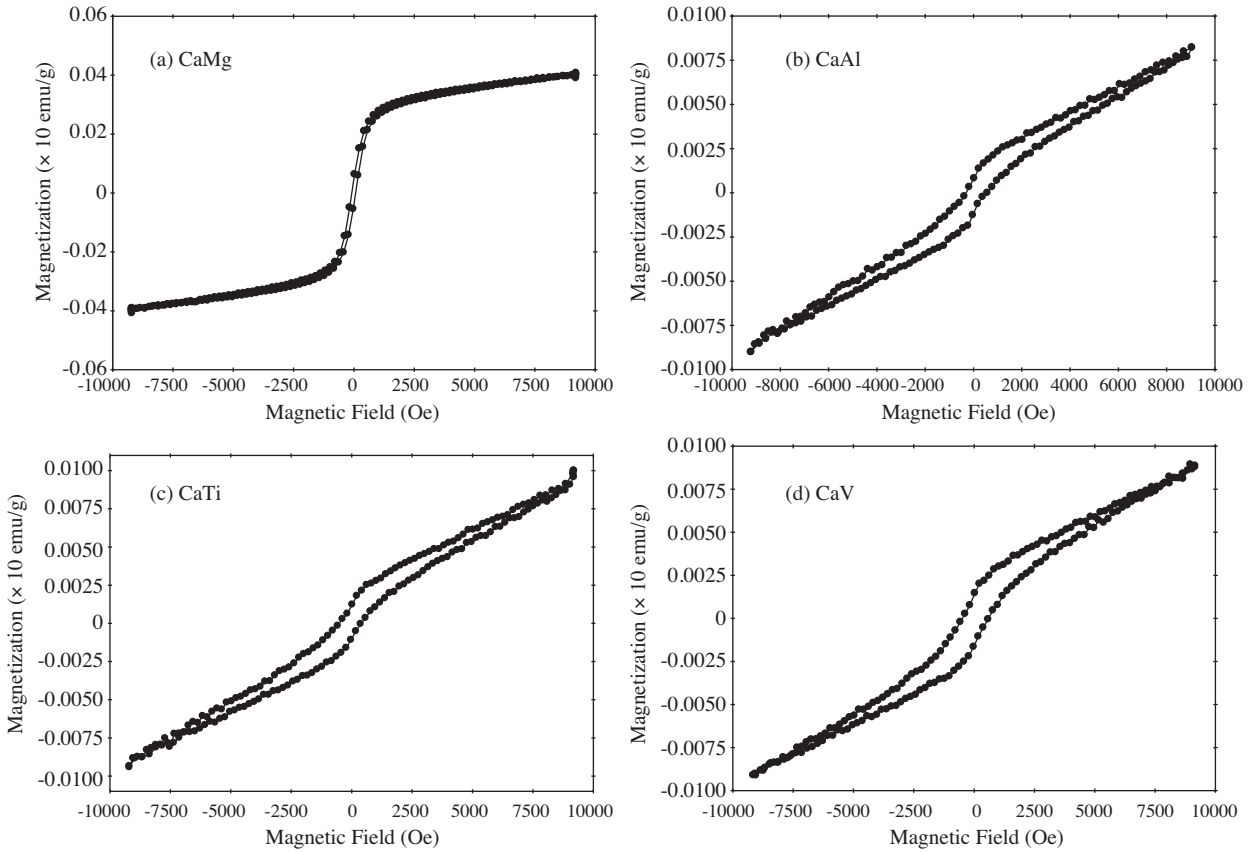 (a) CaMg
Magnetization (× 10 emu/g)
0.06
0.04
0.02
0
-0.02
-0.04
-0.06
-10000 -7500 -5000 -2500 0 2500 5000 7500 10000
Magnetic Field (Oe)
(b) CaAl
Magnetization (× 10 emu/g)
0.0100
0.0075
0.0050
0.0025
0
-0.0025
-0.0050
-0.0075
-0.0100
-10000 -8000 -6000 -4000 -2000 0 2000 4000 6000 8000 10000
Magnetic Field (Oe)
(c) CaTi
Magnetization (× 10 emu/g)
0.0100
0.0075
0.0050
0.0025
0
-0.0025
-0.0050
-0.0075
-0.0100
-10000 -7500 -5000 -2500 0 2500 5000 7500 10000
Magnetic Field (Oe)
(d) CaV
Magnetization (× 10 emu/g)
0.0100
0.0075
0.0050
0.0025
0
-0.0025
-0.0050
-0.0075
-0.0100
-10000 -7500 -5000 -2500 0 2500 5000 7500 10000
Magnetic Field (Oe)